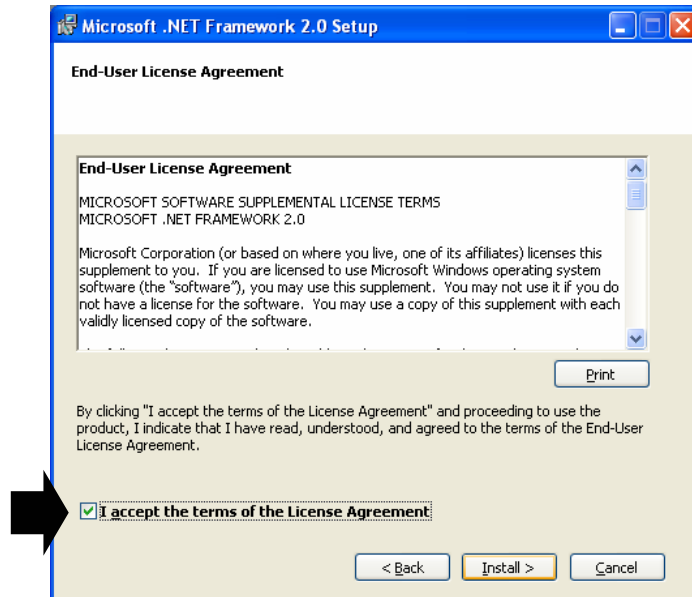 Microsoft .NET Framework 2.0 Setup
End-User License Agreement
End-User License Agreement
MICROSOFT SOFTWARE SUPPLEMENTAL LICENSE TERMS
MICROSOFT .NET FRAMEWORK 2.0
Microsoft Corporation (or based on where you live, one of its affiliates) licenses this
supplement to you.  If you are licensed to use Microsoft Windows operating system
software (the “software”), you may use this supplement.  You may not use it if you do
not have a license for the software.  You may use a copy of this supplement with each
validly licensed copy of the software.
Print
By clicking "I accept the terms of the License Agreement" and proceeding to use the
product, I indicate that I have read, understood, and agreed to the terms of the End-User
License Agreement.
I accept the terms of the License Agreement
< Back
Install >
Cancel